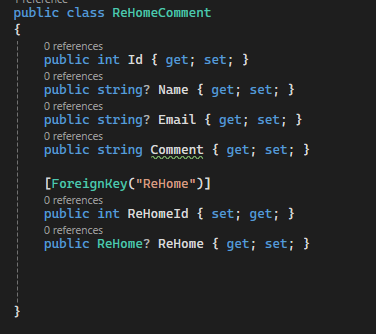 1 reference
public class ReHomeComment
{
0 references
public int Id { get; set; }
0 references
public string? Name { get; set; }
0 references
public string? Email { get; set; }
0 references
public string Comment { get; set; }
[ForeignKey("ReHome")]
0 references
public int ReHomeId { set; get; }
0 references
public ReHome? ReHome { get; set; }
}